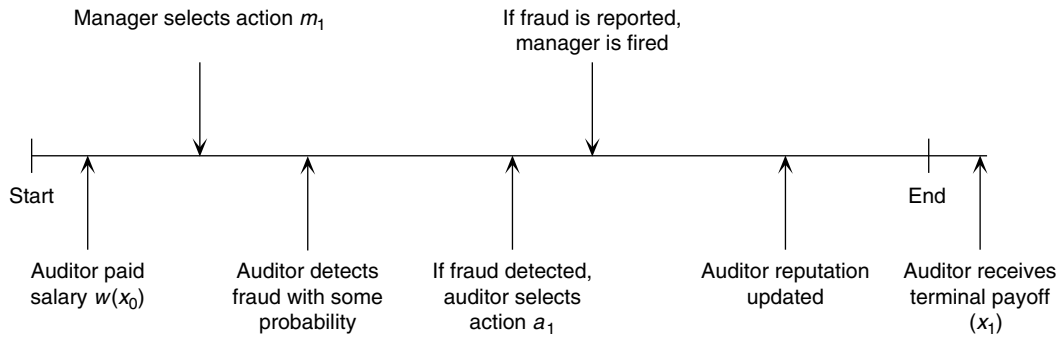 Manager selects action m1
If fraud is reported,
manager is fired
Start
End
Auditor paid
salary w(x0)
Auditor detects
fraud with some
probability
If fraud detected,
auditor selects
action a1
Auditor reputation
updated
Auditor receives
terminal payoff
(x1)